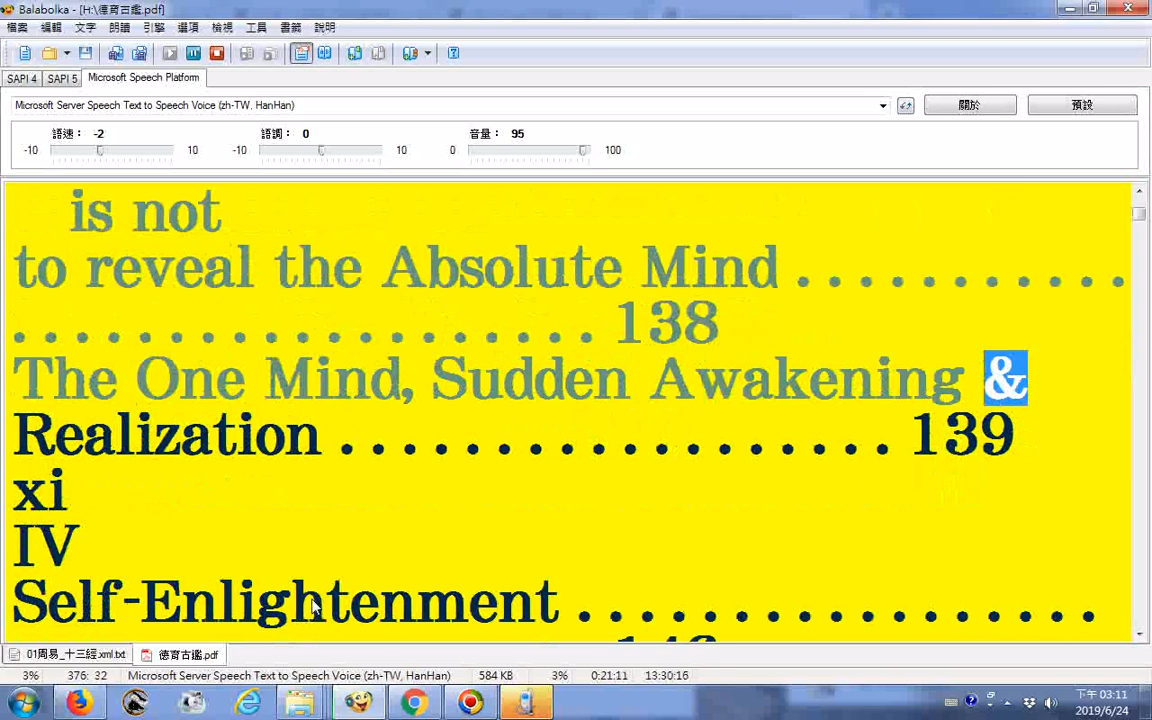 Balabolka - [H:\德育古鑑.pdf]
檔案 編輯 文字 朗讀 引擎 選項 檢視 工具 書籤 說明
SAPI 4 SAPI 5 Microsoft Speech Platform
Microsoft Server Speech Text to Speech Voice (zh-TW, HanHan) 關於 預設
語速： -2 語調： 0 音量： 95
-10 10 -10 10 0 100
is not
to reveal the Absolute Mind . . . . . . . . . . .
. . . . . . . . . . . . . . . . . . 138
The One Mind, Sudden Awakening &
Realization . . . . . . . . . . . . . . . . . 139
xi
IV
Self-Enlightenment . . . . . . . . . . . . . . . . .
01周易_十三經.xml.txt 德育古鑑.pdf
3% 376: 32 Microsoft Server Speech Text to Speech Voice (zh-TW, HanHan) 584 KB 3% 0:21:11 13:30:16
下午 03:11
2019/6/24